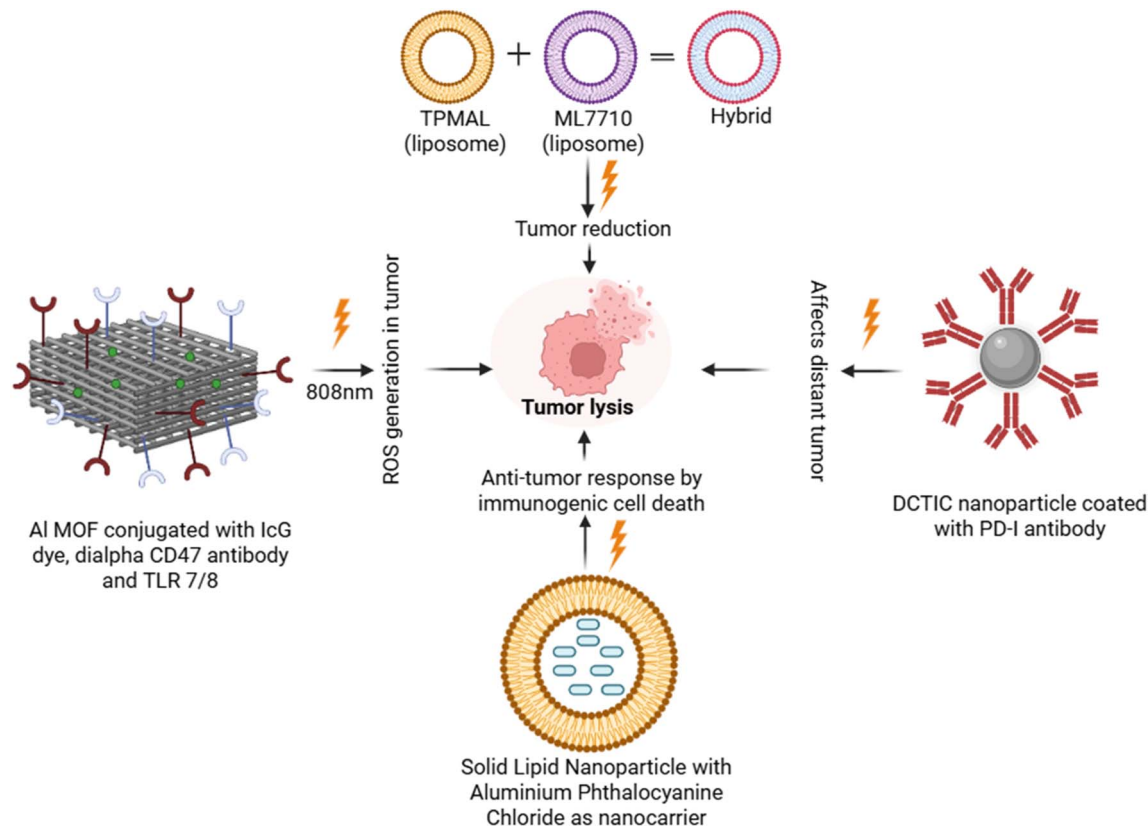 +
=
TPMAL
(liposome)
ML7710
(liposome)
Hybrid
Tumor reduction
808nm
ROS generation in tumor
Tumor lysis
Affects distant tumor
Anti-tumor response by
immunogenic cell death
Al MOF conjugated with IcG
dye, dialpha CD47 antibody
and TLR 7/8
DCTIC nanoparticle coated
with PD-I antibody
Solid Lipid Nanoparticle with
Aluminium Phthalocyanine
Chloride as nanocarrier